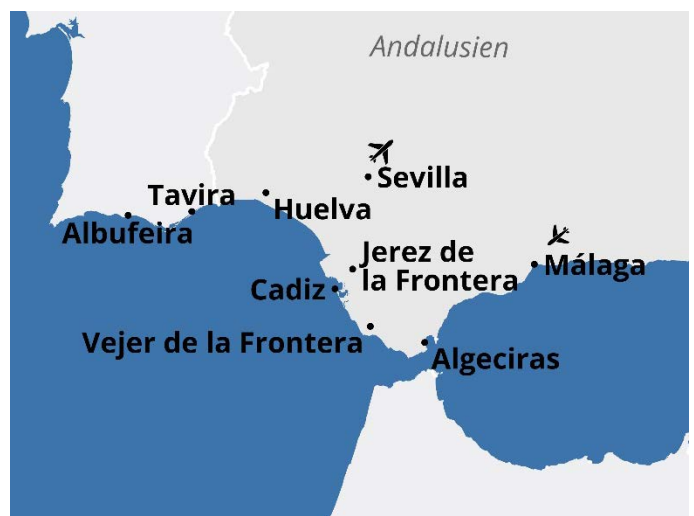 Andalusien
Sevilla
Tavira
Huelva
Albufeira
Jerez de
la Frontera
Málaga
Cadiz
Vejer de la Frontera
Algeciras